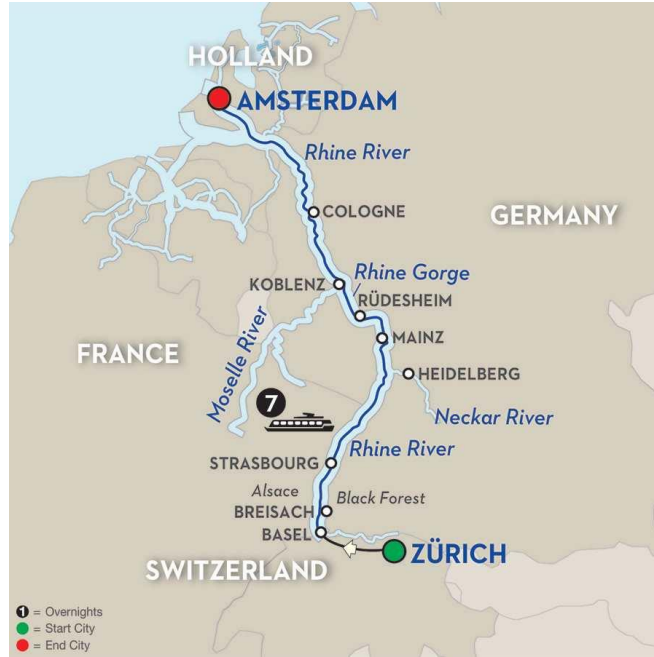 HOLLAND
AMSTERDAM
Rhine River
COLOGNE
GERMANY
KOBLENZ
Rhine Gorge
RÜDESHEIM
MAINZ
FRANCE
Moselle River
HEIDELBERG
7
Neckar River
Rhine River
STRASBOURG
Alsace
Black Forest
BREISACH
BASEL
ZÜRICH
SWITZERLAND
1 = Overnights
= Start City
= End City